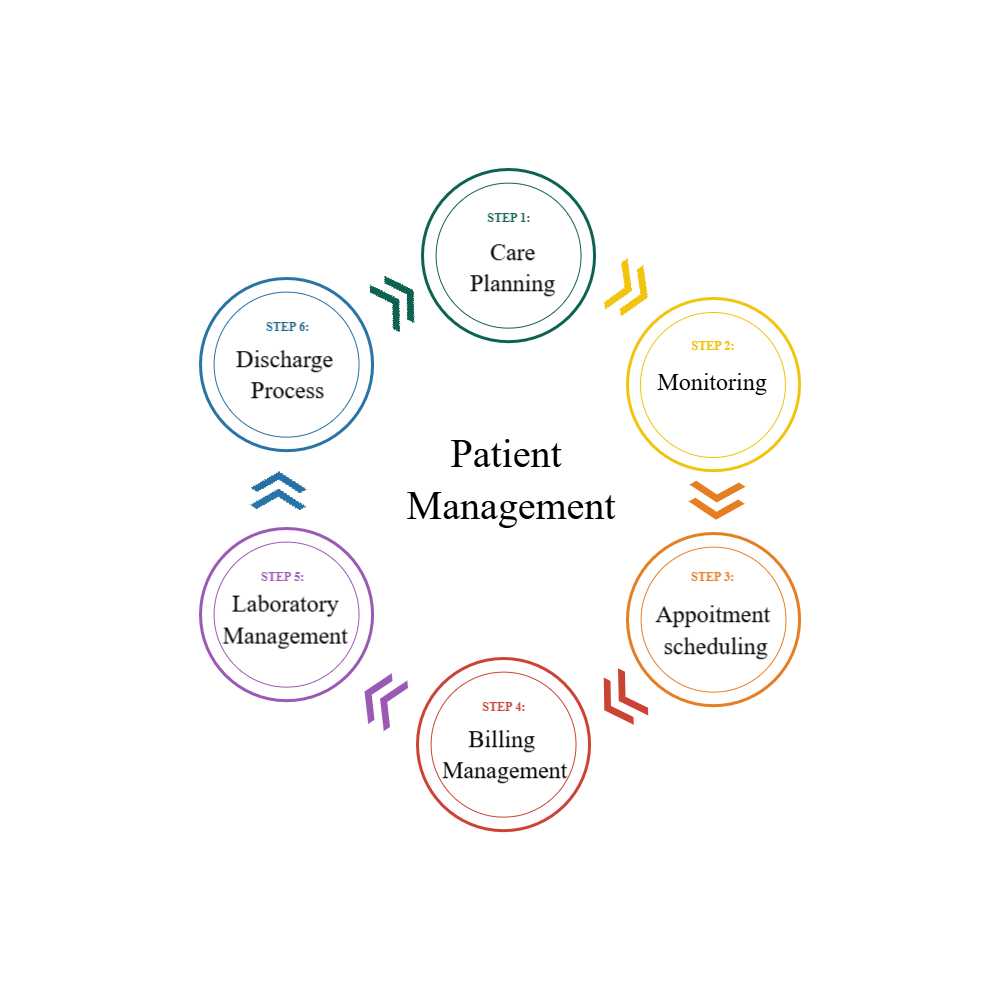 STEP 1:
Care
Planning
STEP 2:
Monitoring
STEP 3:
Appoitment
scheduling
STEP 4:
Billing
Management
STEP 5:
Laboratory
Management
STEP 6:
Discharge
Process
Patient
Management